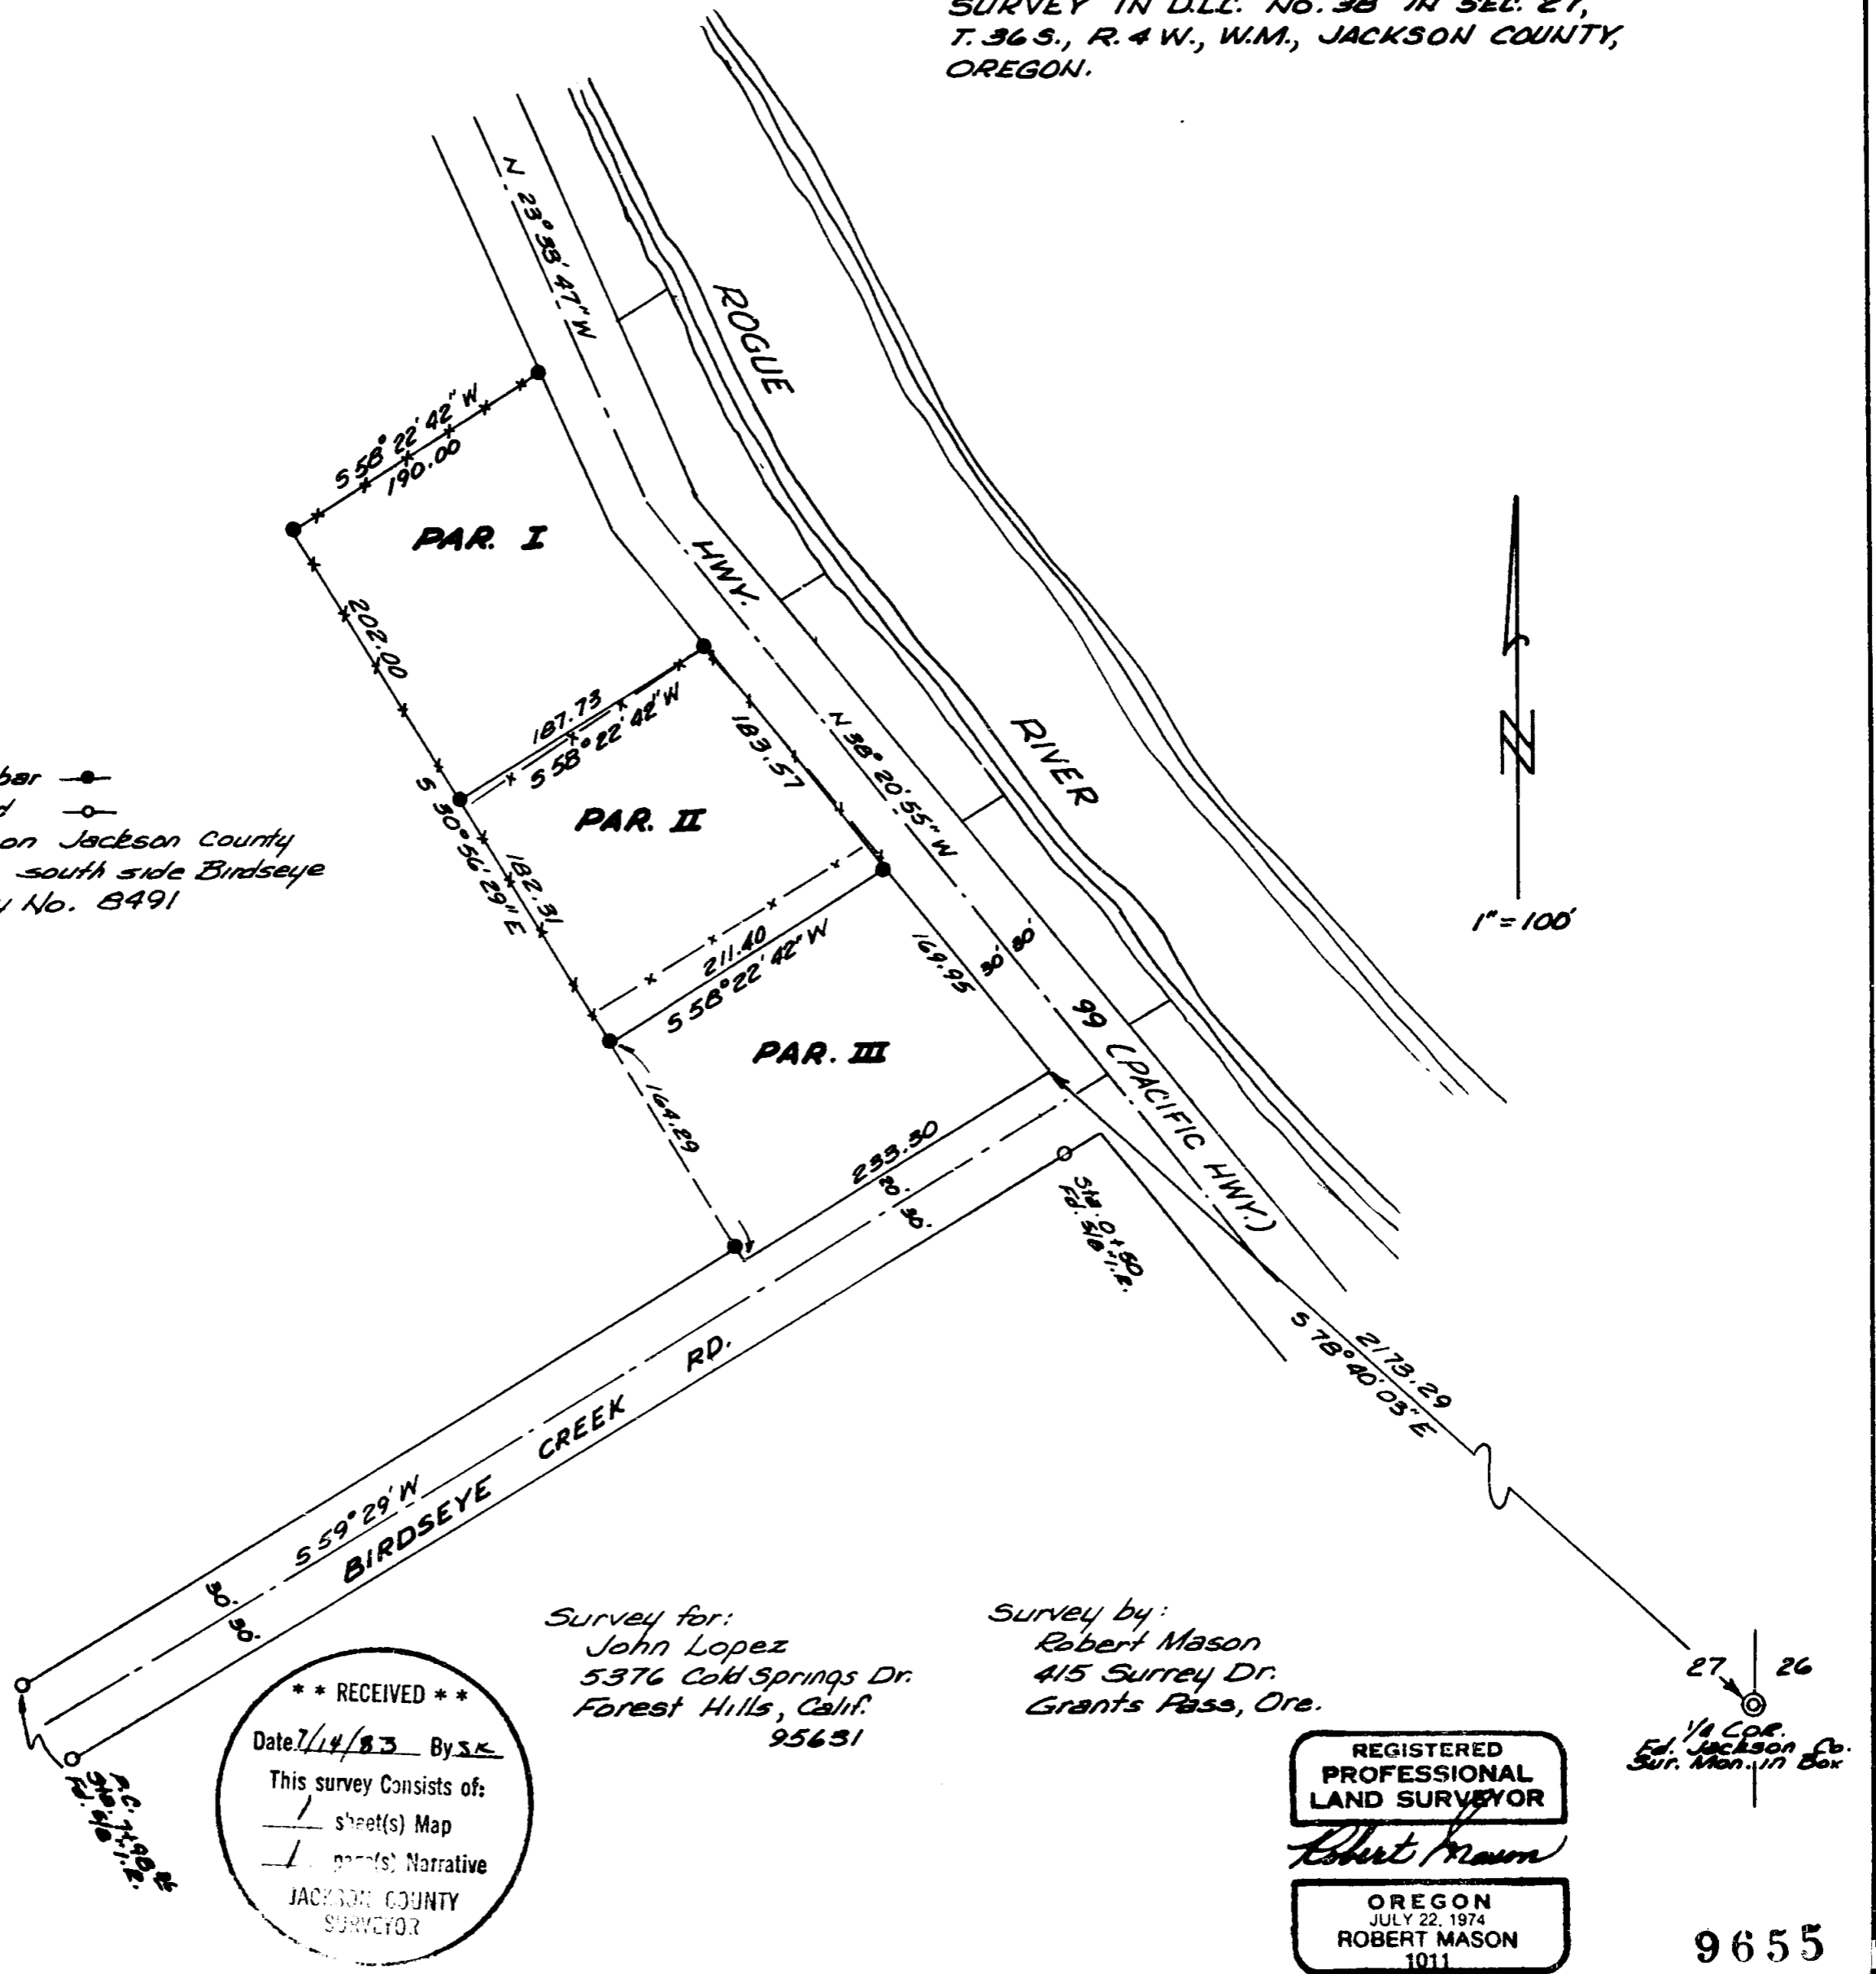 SURVEY IN D.L.C. NO. 38 IN SEC. 27,
T. 36 S., R. 4 W., W.M., JACKSON COUNTY,
OREGON.
N. 23° 33' 47" W
ROGUE
S 58° 22' 42" W
190.00
PAR. I
HWY.
202.00
187.73
S 58° 22' 42" W
183.57
N 38° 20' 55" W
RIVER
1" = 100'
bar
on Jackson County
south side Birdseye
No. 8491
S 30° 56' 29" E
182.31
PAR. II
211.40
S 58° 22' 42" W
169.95
30' 30'
99 (PACIFIC HWY.)
PAR. III
164.29
233.30
30' 30'
Sta. 0+50
Fd. 5/8" I.R.
2173.29
S 78° 40' 03" E
BIRDSEYE CREEK RD.
S 59° 29' W
30' 30'
Survey for:
John Lopez
5376 Cold Springs Dr.
Forest Hills, Calif.
95631
Survey by:
Robert Mason
415 Surrey Dr.
Grants Pass, Ore.
27 26
1/4 COR.
Fd. Jackson Co.
Sur. Mon. in Box
* * RECEIVED * *
Date 7/14/83 By SK
This survey Consists of:
1 sheet(s) Map
1 page(s) Narrative
JACKSON COUNTY
SURVEYOR
REGISTERED
PROFESSIONAL
LAND SURVEYOR
Robert Mason
OREGON
JULY 22, 1974
ROBERT MASON
1011
9655